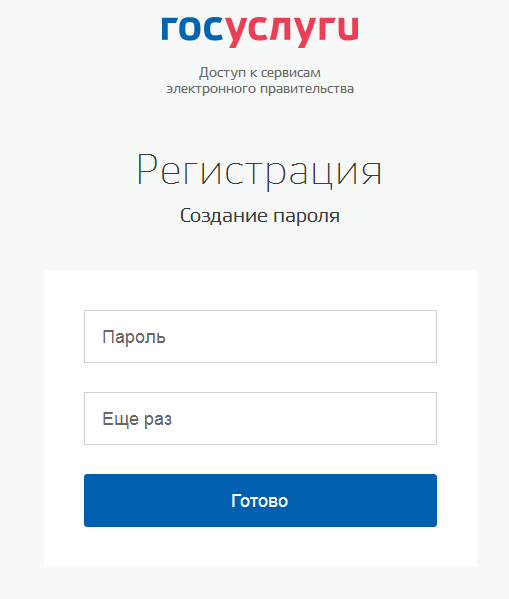 госуслуги
Доступ к сервисам
электронного правительства
Регистрация
Создание пароля
Пароль
Еще раз
Готово